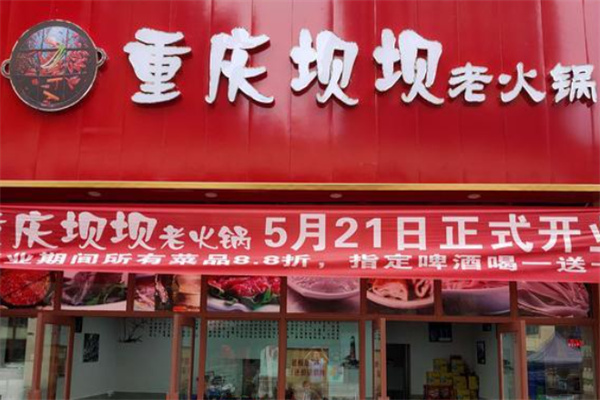 重庆坝坝老火锅
重庆坝坝老火锅 5月21日正式开业
业期间所有菜品8.8折，指定啤酒喝一送一